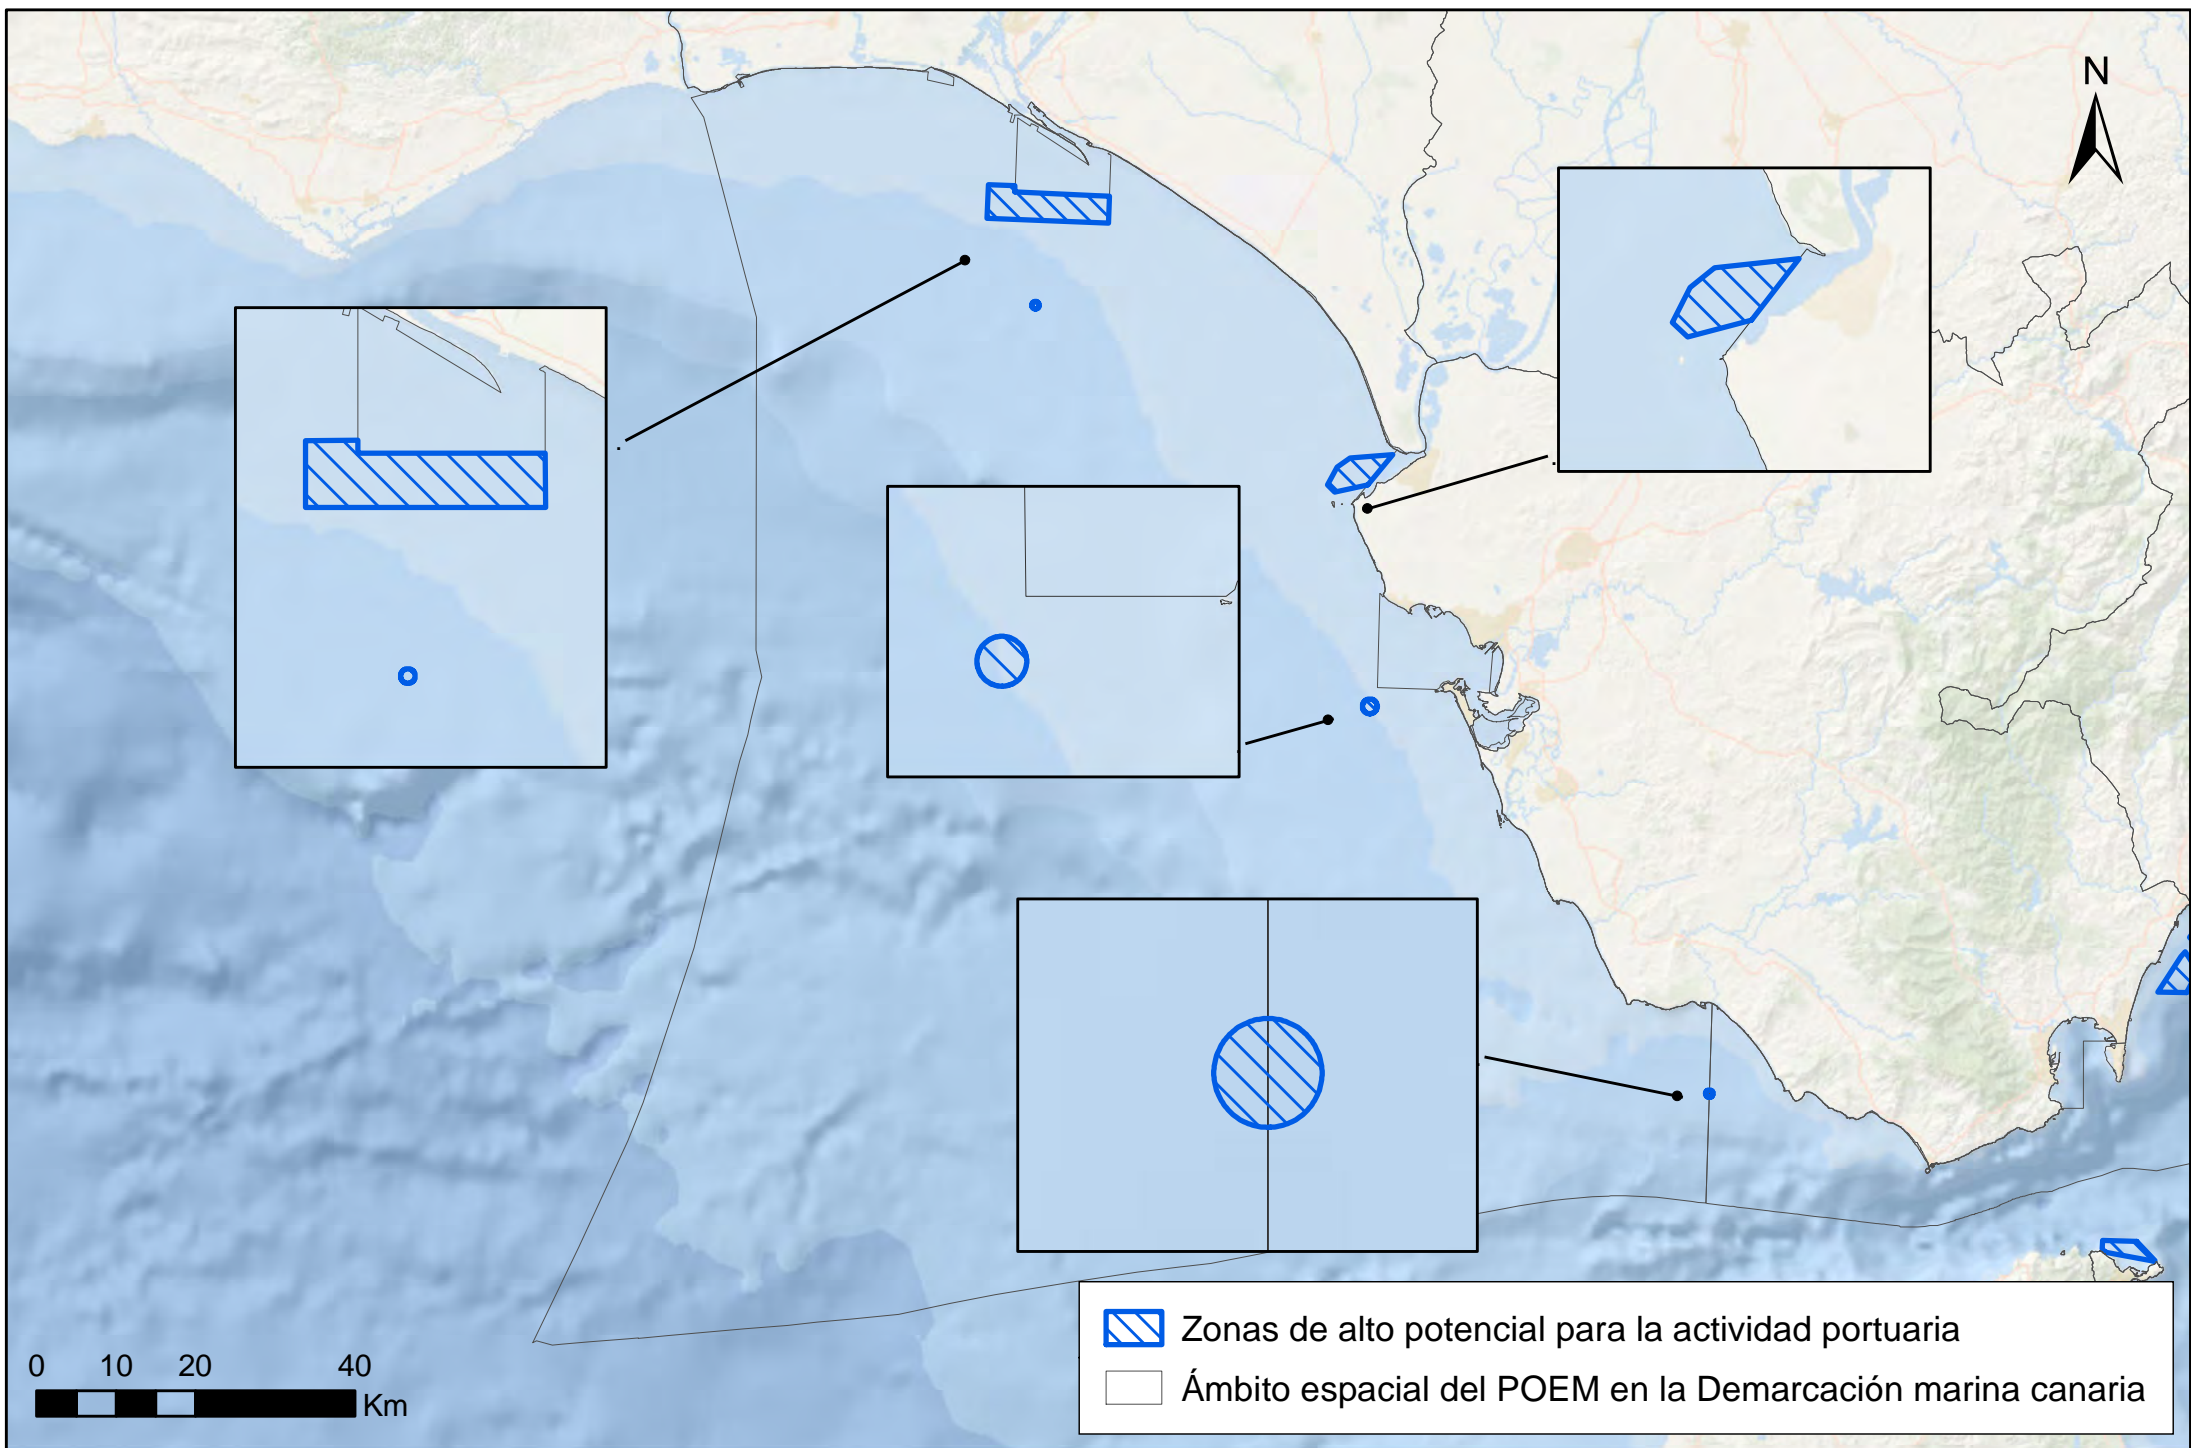 N
0 10 20 40
Km
Zonas de alto potencial para la actividad portuaria
Ámbito espacial del POEM en la Demarcación marina canaria